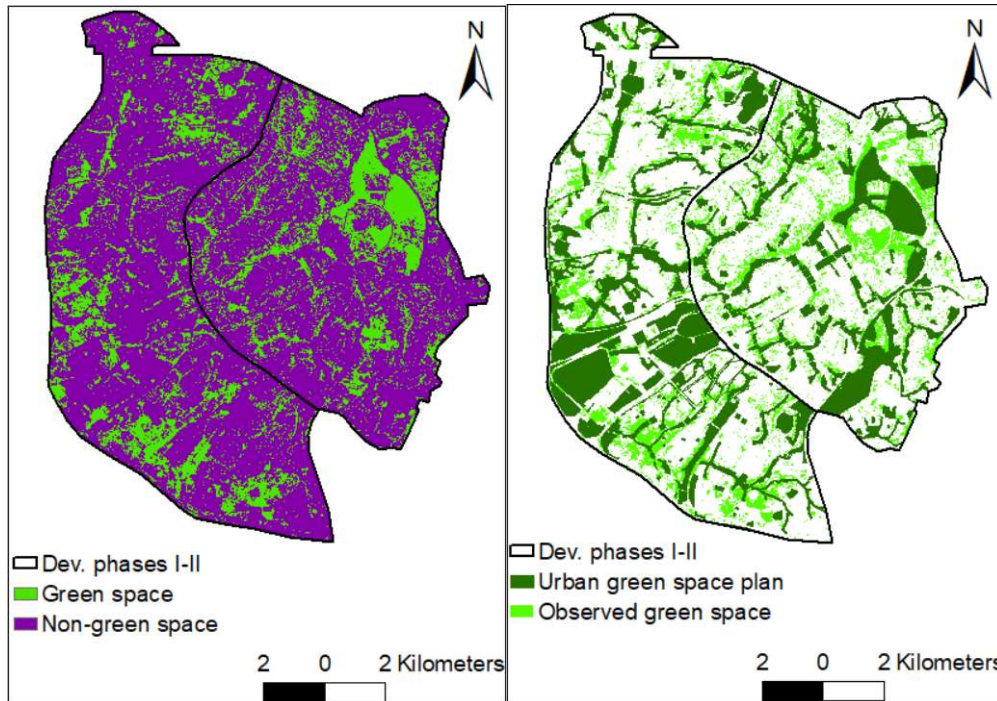 N
Dev. phases I-II
Green space
Non-green space
2 0 2 Kilometers
N
Dev. phases I-II
Urban green space plan
Observed green space
2 0 2 Kilometers